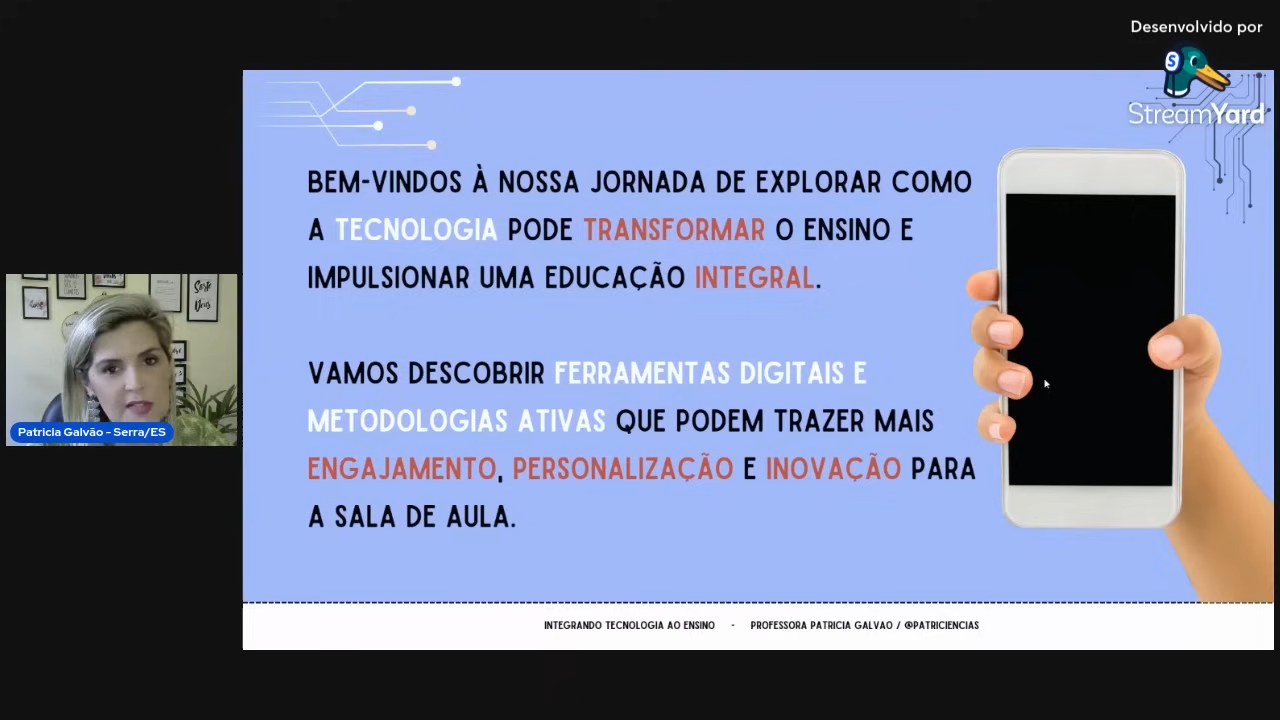 Desenvolvido por
StreamYard
BEM-VINDOS À NOSSA JORNADA DE EXPLORAR COMO
A TECNOLOGIA PODE TRANSFORMAR O ENSINO E
IMPULSIONAR UMA EDUCAÇÃO INTEGRAL.
VAMOS DESCOBRIR FERRAMENTAS DIGITAIS E
METODOLOGIAS ATIVAS QUE PODEM TRAZER MAIS
ENGAJAMENTO, PERSONALIZAÇÃO E INOVAÇÃO PARA
A SALA DE AULA.
Sorte
Deus
Patricia Galvão - Serra/ES
INTEGRANDO TECNOLOGIA AO ENSINO - PROFESSORA PATRICIA GALVAO / @PATRICIENCIAS